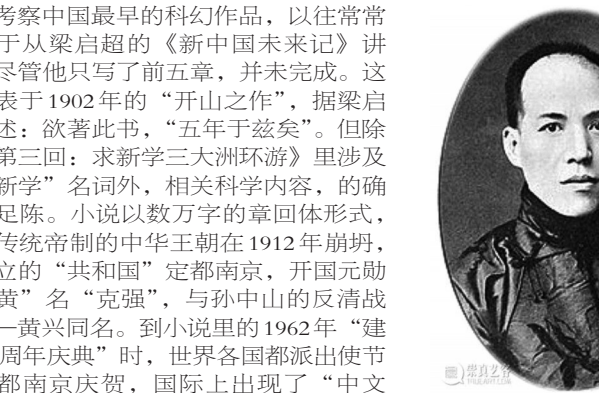 考察中国最早的科幻作品，以往常常
于从梁启超的《新中国未来记》讲
尽管他只写了前五章，并未完成。这
表于1902年的“开山之作”，据梁启
述：欲著此书，“五年于兹矣”。但除
第三回：求新学三大洲环游》里涉及
新学”名词外，相关科学内容，的确
足陈。小说以数万字的章回体形式，
传统帝制的中华王朝在1912年崩坍，
立的“共和国”定都南京，开国元勋
黄”名“克强”，与孙中山的反清战
—黄兴同名。到小说里的1962年“建
周年庆典”时，世界各国都派出使节
都南京庆贺，国际上出现了“中文
崇真艺客